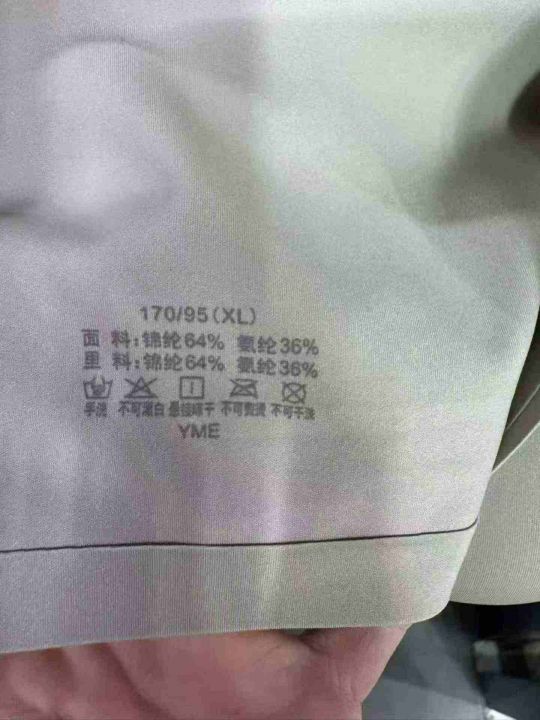 170/95(XL)
面 料:锦纶64% 氨纶36%
里 料:锦纶64% 氨纶36%
手洗 不可漂白 悬挂晾干 不可熨烫 不可干洗
YME